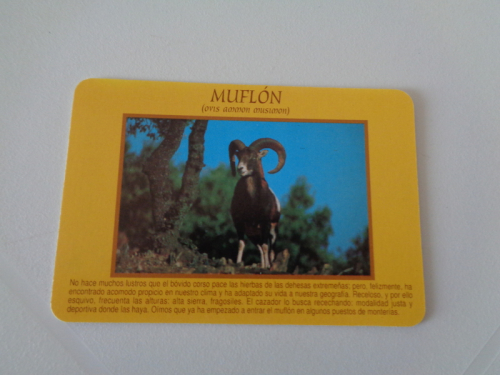 MUFLÓN
(ovis ammon musimon)
No hace muchos lustros que el bóvido corso pace las hierbas de las dehesas extremeñas; pero, felizmente, ha
encontrado acomodo propicio en nuestro clima y ha adaptado su vida a nuestra geografía. Receloso, y por ello
esquivo, frecuenta las alturas: alta sierra, fragosíes. El cazador lo busca recechando: modalidad justa y
deportiva donde las haya. Oímos que ya ha empezado a entrar el muflón en algunos puestos de monterías.